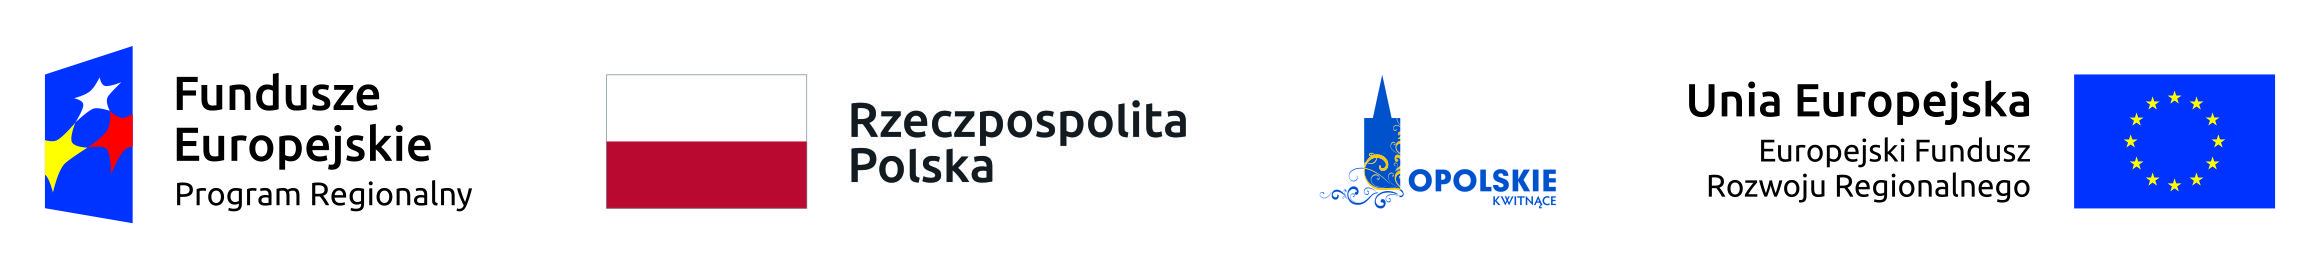 Fundusze
Europejskie
Program Regionalny
Rzeczpospolita
Polska
OPOLSKIE
KWITNĄCE
Unia Europejska
Europejski Fundusz
Rozwoju Regionalnego